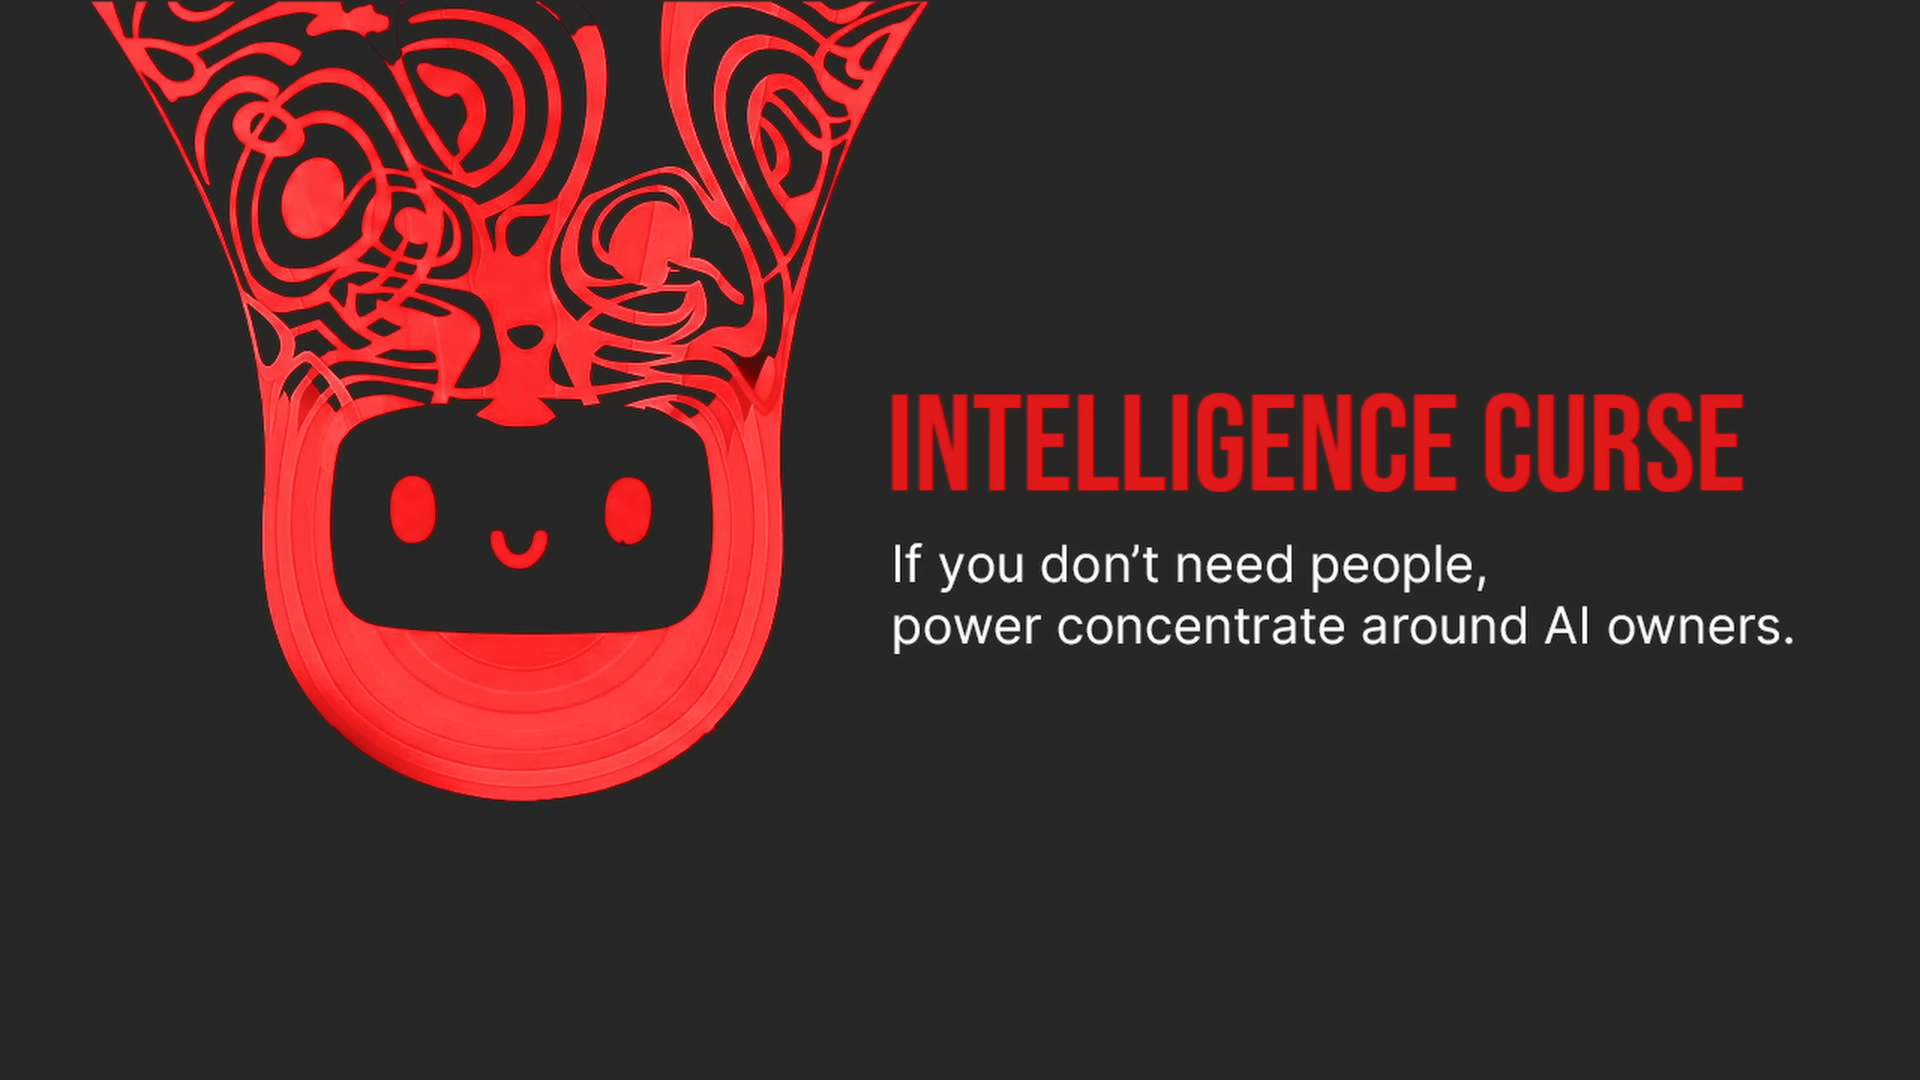 INTELLIGENCE CURSE
If you don’t need people,
power concentrate around AI owners.